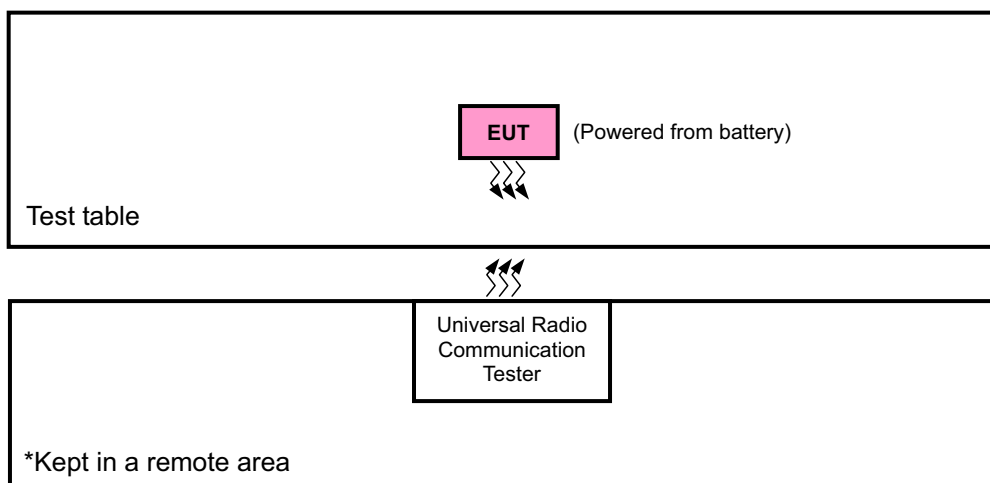 EUT
(Powered from battery)
Test table
Universal Radio
Communication
Tester
*Kept in a remote area